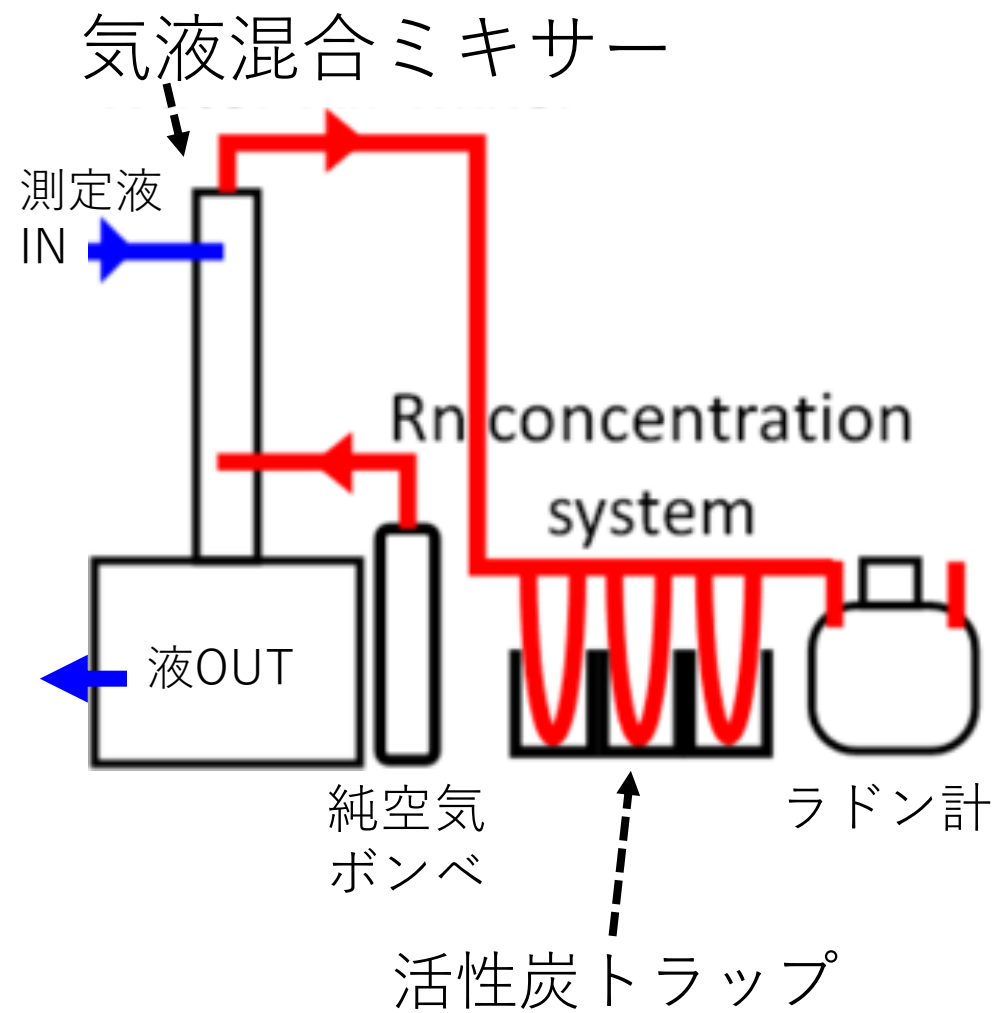 気液混合ミキサー
測定液
IN
Rn concentration
system
液OUT
純空気
ボンベ
ラドン計
活性炭トラップ